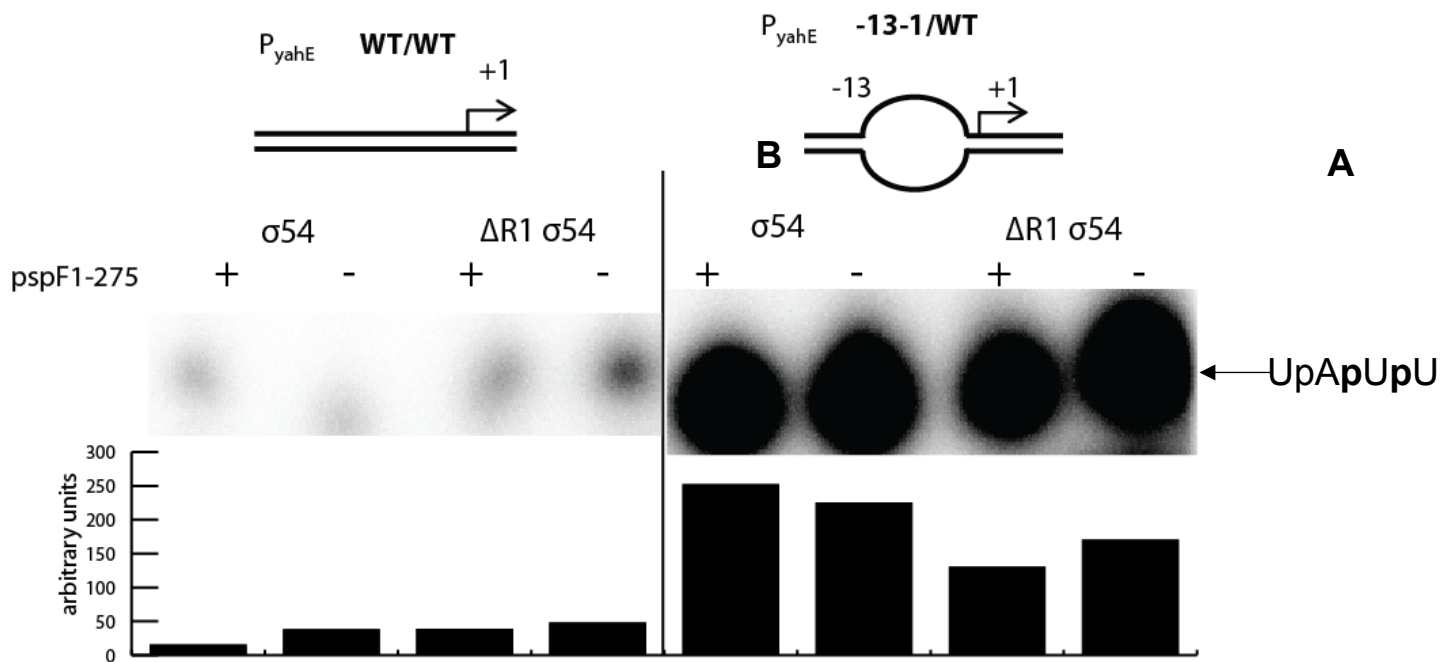 PyahE WT/WT
+1
PyahE -13-1/WT
-13 +1
B
A
σ54 ΔR1 σ54 σ54 ΔR1 σ54
pspF1-275 + - + - + - + -
UpApUpU
arbitrary units
300
250
200
150
100
50
0